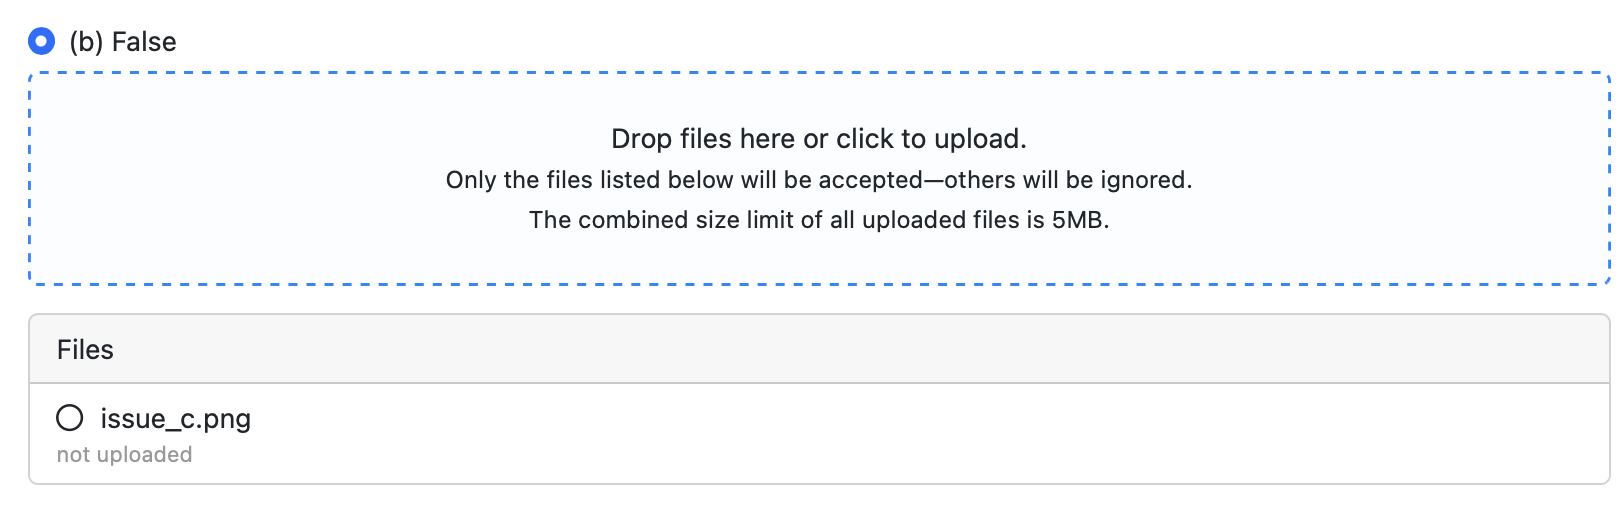 (b) False
Drop files here or click to upload.
Only the files listed below will be accepted—others will be ignored.
The combined size limit of all uploaded files is 5MB.
Files
issue_c.png
not uploaded